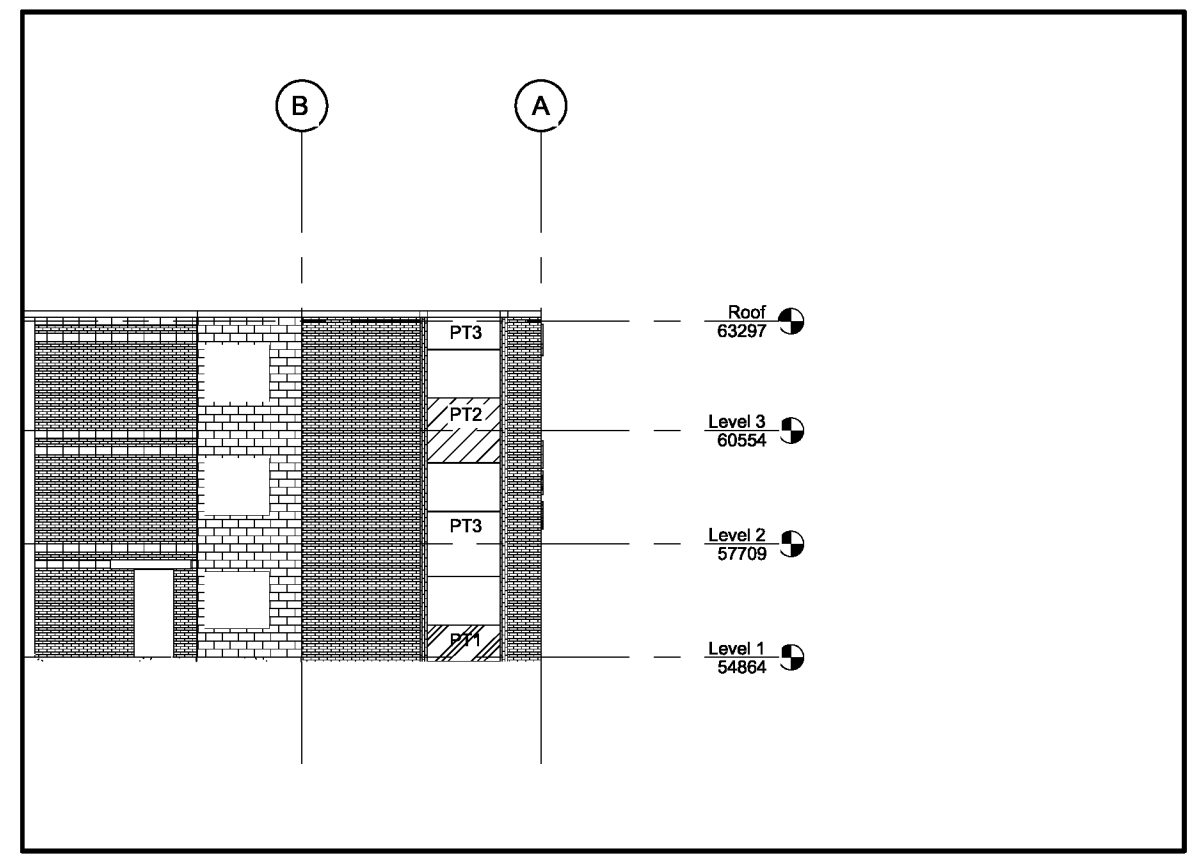 B
A
Roof
63297
PT3
PT2
Level 3
60554
PT3
Level 2
57709
PT1
Level 1
54864